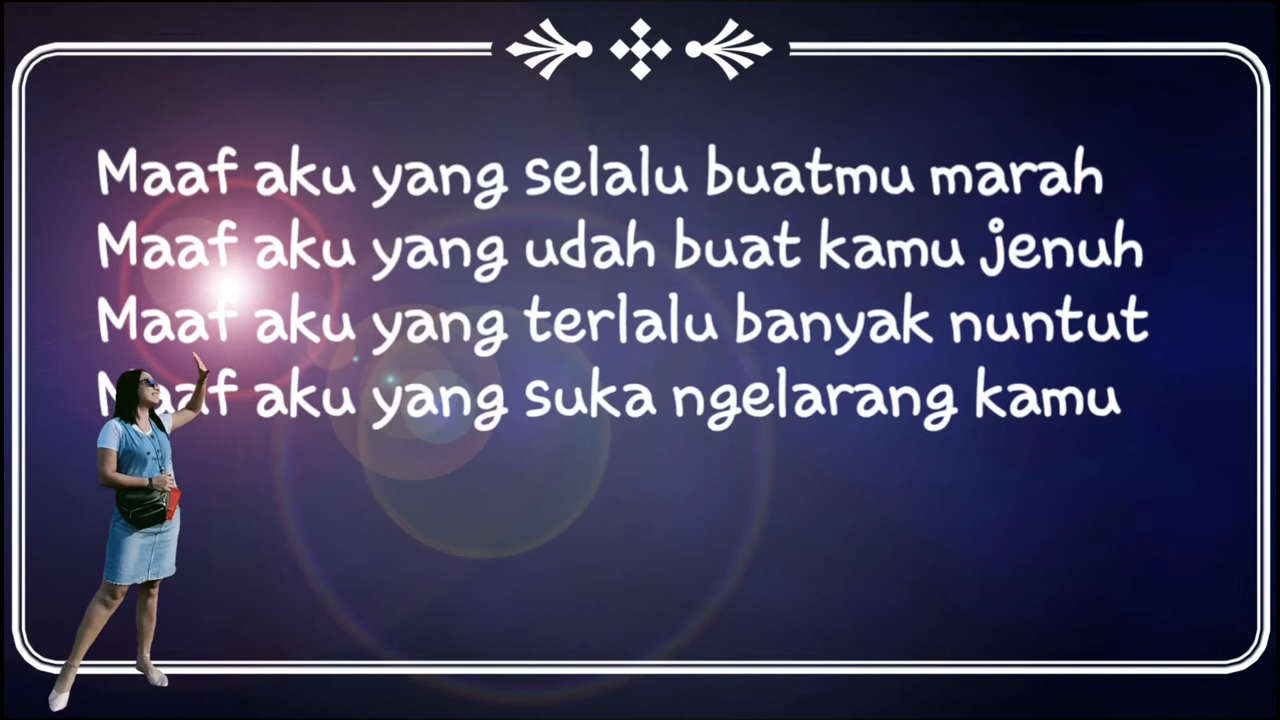 Maaf aku yang selalu buatmu marah
Maaf aku yang udah buat kamu jenuh
Maaf aku yang terlalu banyak nuntut
Maaf aku yang suka ngelarang kamu